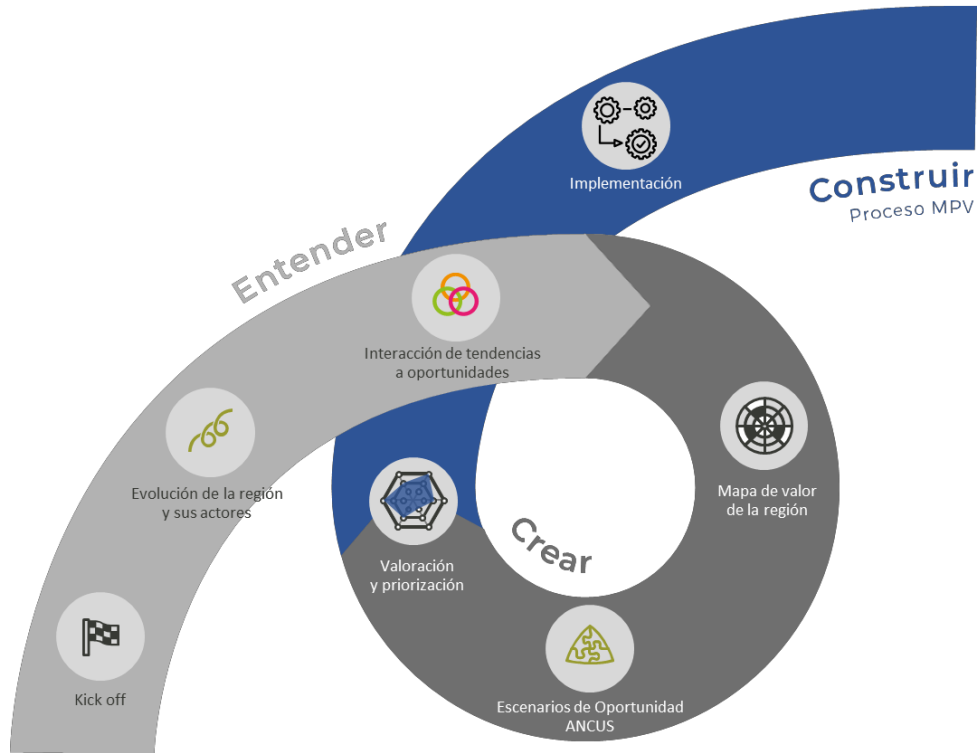 Implementación
Construir
Proceso MPV
Entender
Interacción de tendencias
a oportunidades
Evolución de la región
y sus actores
Mapa de valor
de la región
Crear
Valoración
y priorización
Kick off
Escenarios de Oportunidad
ANCUS